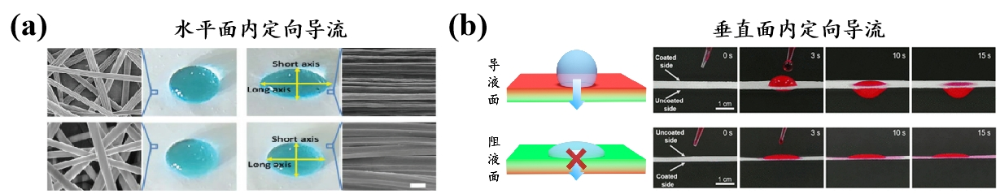 (a) 水平面内定向导流
Short axis
Long axis
Short axis
Long axis
(b) 垂直面内定向导流
导液面
Coated side
Uncoated side
0 s
1 cm
3 s
10 s
15 s
阻液面
Uncoated side
Coated side
0 s
1 cm
3 s
10 s
15 s